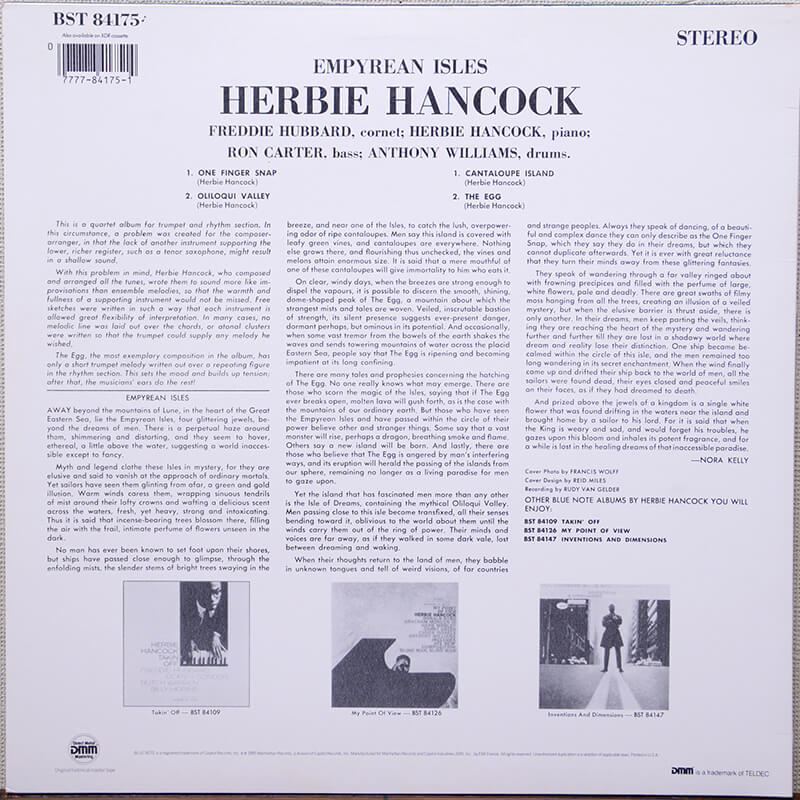 BST 84175
Also available on XDR cassette
0
7777-84175-1
STEREO
EMPYREAN ISLES
HERBIE HANCOCK
FREDDIE HUBBARD, cornet; HERBIE HANCOCK, piano;
RON CARTER, bass; ANTHONY WILLIAMS, drums.
1. ONE FINGER SNAP
(Herbie Hancock)
2. OLILOQUI VALLEY
(Herbie Hancock)
1. CANTALOUPE ISLAND
(Herbie Hancock)
2. THE EGG
(Herbie Hancock)
This is a quartet album for trumpet and rhythm section. In
this circumstance, a problem was created for the composer-
arranger, in that the lack of another instrument supporting the
lower, richer register, such as a tenor saxophone, might result
in a shallow sound.
With this problem in mind, Herbie Hancock, who composed
and arranged all the tunes, wrote them to sound more like im-
provisations than ensemble melodies, so that the warmth and
fullness of a supporting instrument would not be missed. Free
sketches were written in such a way that each instrument is
allowed great flexibility of interpretation. In many cases, no
melodic line was laid out over the chords, or atonal clusters
were written so that the trumpet could supply any melody he
wished.
The Egg, the most exemplary composition in the album, has
only a short trumpet melody written out over a repeating figure
in the rhythm section. This sets the mood and builds up tension;
after that, the musicians' ears do the rest!
EMPYREAN ISLES
AWAY beyond the mountains of Lune, in the heart of the Great
Eastern Sea, lie the Empyrean Isles, four glittering jewels, be-
yond the dreams of men. There is a perpetual haze around
them, shimmering and distorting, and they seem to hover,
ethereal, a little above the water, suggesting a world inacces-
sible except to fancy.
Myth and legend clothe these Isles in mystery, for they are
elusive and said to vanish at the approach of ordinary mortals.
Yet sailors have seen them glinting from afar, a green and gold
illusion. Warm winds caress them, wrapping sinuous tendrils
of mist around their lofty crowns and wafting a delicious scent
across the waters, fresh, yet heavy, strong and intoxicating.
Thus it is said that incense-bearing trees blossom there, filling
the air with the frail, intimate perfume of flowers unseen in the
dark.
No man has ever been known to set foot upon their shores,
but ships have passed close enough to glimpse, through the
enfolding mists, the slender stems of bright trees swaying in the
breeze, and near one of the Isles, to catch the lush, overpower-
ing odor of ripe cantaloupes. Men say this island is covered with
leafy green vines, and cantaloupes are everywhere. Nothing
else grows there, and flourishing thus unchecked, the vines and
melons attain enormous size. It is said that a mere mouthful of
one of these cantaloupes will give immortality to him who eats it.
On clear, windy days, when the breezes are strong enough to
dispel the vapours, it is possible to discern the smooth, shining,
dome-shaped peak of The Egg, a mountain about which the
strangest mists and tales are woven. Veiled, inscrutable bastion
of strength, its silent presence suggests ever-present danger,
dormant perhaps, but ominous in its potential. And occasionally,
when some vast tremor from the bowels of the earth shakes the
waves and sends towering mountains of water across the placid
Eastern Sea, people say that The Egg is ripening and becoming
impatient at its long confining.
There are many tales and prophecies concerning the hatching
of The Egg. No one really knows what may emerge. There are
those who scorn the magic of the Isles, saying that if The Egg
ever breaks open, molten lava will gush forth, as is the case with
the mountains of our ordinary earth. But those who have seen
the Empyrean Isles and have passed within the circle of their
power believe other and stranger things. Some say that a vast
monster will rise, perhaps a dragon, breathing smoke and flame.
Others say a new island will be born. And lastly, there are
those who believe that The Egg is angered by man's interfering
ways, and its eruption will herald the passing of the islands from
our sphere, remaining no longer as a living paradise for men
to gaze upon.
Yet the island that has fascinated men more than any other
is the Isle of Dreams, containing the mythical Oliloqui Valley.
Men passing close to this isle become transfixed, all their senses
bending toward it, oblivious to the world about them until the
winds carry them out of the ring of power. Their minds and
voices are far away, as if they walked in some dark vale, lost
between dreaming and waking.
When their thoughts return to the land of men, they babble
in unknown tongues and tell of weird visions, of far countries
and strange peoples. Always they speak of dancing, of a beauti-
ful and complex dance they can only describe as the One Finger
Snap, which they say they do in their dreams, but which they
cannot duplicate afterwards. Yet it is ever with great reluctance
that they turn their minds away from these glittering fantasies.
They speak of wandering through a far valley ringed about
with frowning precipices and filled with the perfume of large,
white flowers, pale and deadly. There are great swaths of filmy
moss hanging from all the trees, creating an illusion of a veiled
mystery, but when the elusive barrier is thrust aside, there is
only another. In their dreams, men keep parting the veils, think-
ing they are reaching the heart of the mystery and wandering
further and further till they are lost in a shadowy world where
dream and reality lose their distinction. One ship became be-
calmed within the circle of this isle, and the men remained too
long wandering in its secret enchantment. When the wind finally
came up and drifted their ship back to the world of men, all the
sailors were found dead, their eyes closed and peaceful smiles
on their faces, as if they had dreamed to death.
And prized above the jewels of a kingdom is a single white
flower that was found drifting in the waters near the island and
brought home by a sailor to his lord. For it is said that when
the King is weary and sad, and would forget his troubles, he
gazes upon this bloom and inhales its potent fragrance, and for
a while is lost in the healing dreams of that inaccessible paradise.
—NORA KELLY
Cover Photo by FRANCIS WOLFF
Cover Design by REID MILES
Recording by RUDY VAN GELDER
OTHER BLUE NOTE ALBUMS BY HERBIE HANCOCK YOU WILL
ENJOY:
BST 84109 TAKIN' OFF
BST 84126 MY POINT OF VIEW
BST 84147 INVENTIONS AND DIMENSIONS
HERBIE
HANCOCK
TAKIN'
OFF
MY POINT
OF VIEW
HERBIE HANCOCK
Takin' Off — BST 84109
My Point Of View — BST 84126
Inventions And Dimensions — BST 84147
Direct Metal
DMM
Mastering
DMM is a trademark of TELDEC